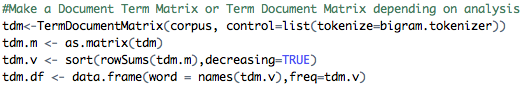 #Make a Document Term Matrix or Term Document Matrix depending on analysis
tdm<-TermDocumentMatrix(corpus, control=list(tokenize=bigram.tokenizer))
tdm.m <- as.matrix(tdm)
tdm.v <- sort(rowSums(tdm.m),decreasing=TRUE)
tdm.df <- data.frame(word = names(tdm.v),freq=tdm.v)